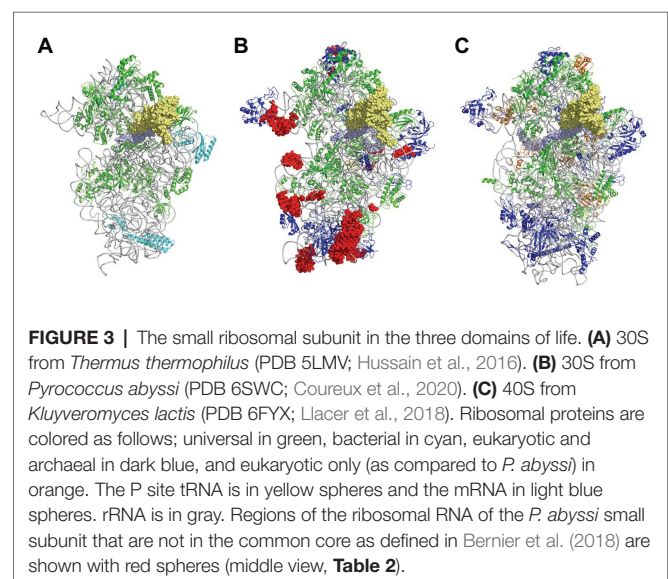 A
B
C
FIGURE 3 | The small ribosomal subunit in the three domains of life. (A) 30S
from Thermus thermophilus (PDB 5LMV; Hussain et al., 2016). (B) 30S from
Pyrococcus abyssi (PDB 6SWC; Coureux et al., 2020). (C) 40S from
Kluyveromyces lactis (PDB 6FYX; Llacer et al., 2018). Ribosomal proteins are
colored as follows; universal in green, bacterial in cyan, eukaryotic and
archaeal in dark blue, and eukaryotic only (as compared to P. abyssi) in
orange. The P site tRNA is in yellow spheres and the mRNA in light blue
spheres. rRNA is in gray. Regions of the ribosomal RNA of the P. abyssi small
subunit that are not in the common core as defined in Bernier et al. (2018) are
shown with red spheres (middle view, Table 2).